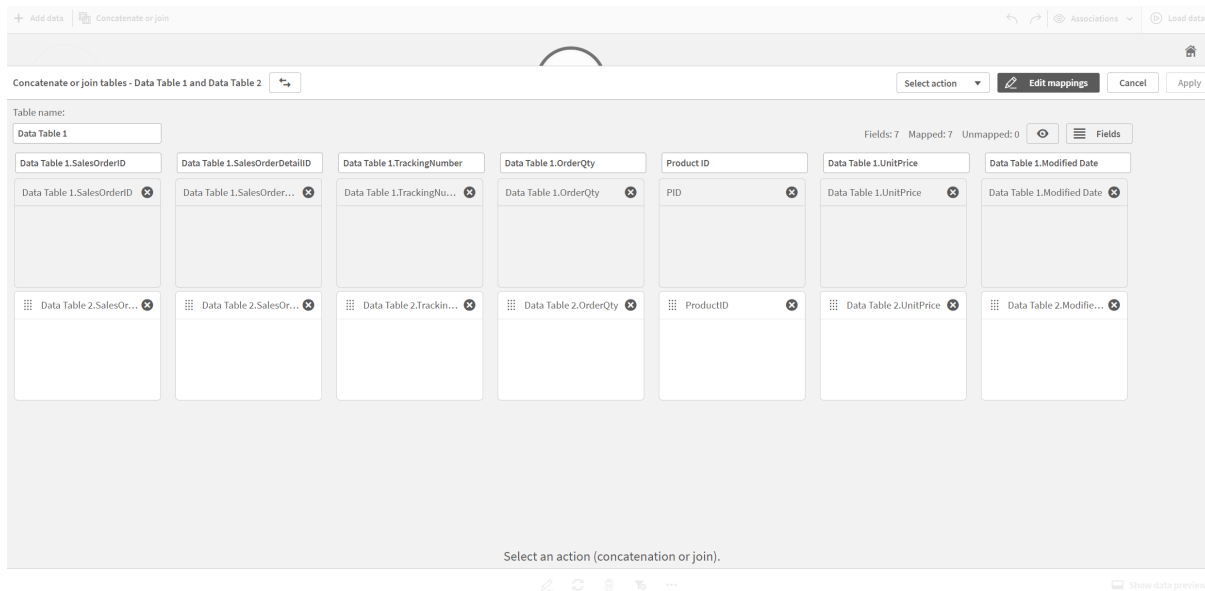 Add data Concatenate or join Associations Load data
Concatenate or join tables - Data Table 1 and Data Table 2 Select action Edit mappings Cancel Apply
Table name:
Data Table 1 Fields: 7 Mapped: 7 Unmapped: 0 Fields
Data Table 1.SalesOrderID Data Table 1.SalesOrderDetailID Data Table 1.TrackingNumber Data Table 1.OrderQty Product ID Data Table 1.UnitPrice Data Table 1.Modified Date
Data Table 1.SalesOrderID Data Table 1.SalesOrder... Data Table 1.TrackingNu... Data Table 1.OrderQty PID Data Table 1.UnitPrice Data Table 1.Modified Date
Data Table 2.SalesOr... Data Table 2.SalesOr... Data Table 2.Trackin... Data Table 2.OrderQty ProductID Data Table 2.UnitPrice Data Table 2.Modifie...
Select an action (concatenation or join).
Show data preview